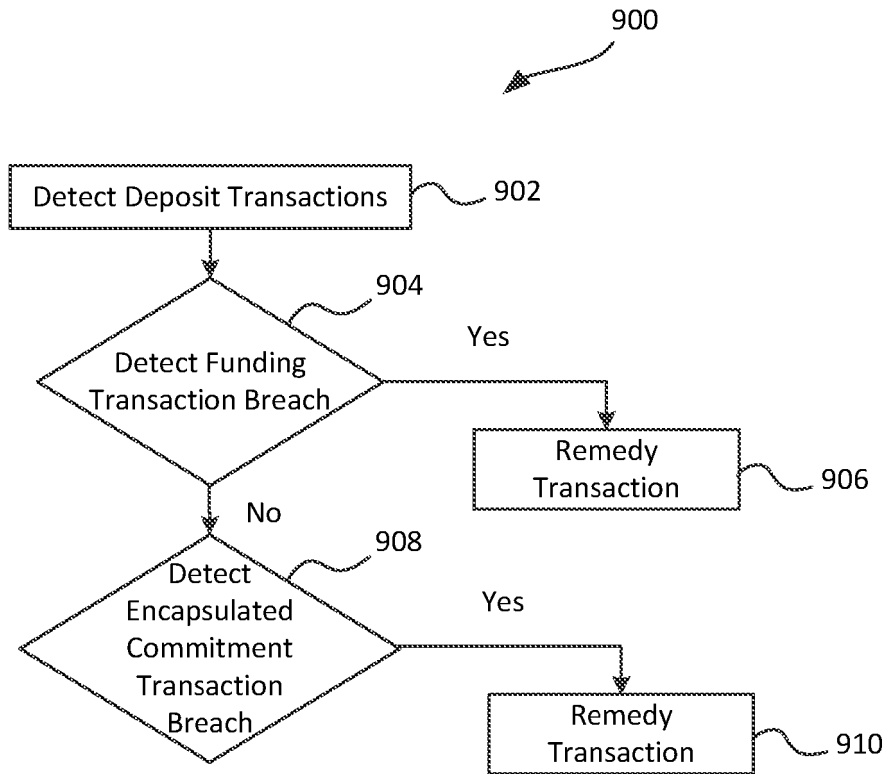 900
Detect Deposit Transactions
902
904
Detect Funding
Transaction Breach
Yes
Remedy
Transaction
906
No
908
Detect
Encapsulated
Commitment
Transaction
Breach
Yes
Remedy
Transaction
910